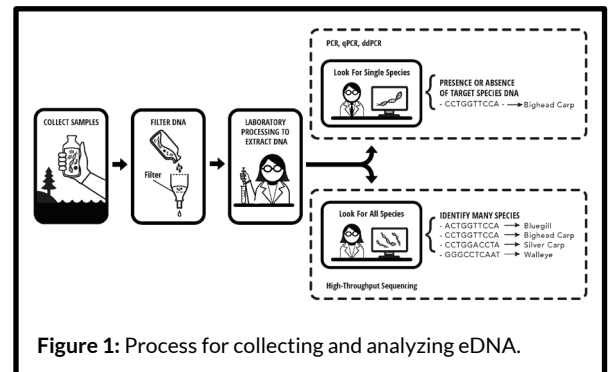 COLLECT SAMPLES
FILTER DNA
Filter
LABORATORY
PROCESSING TO
EXTRACT DNA
PCR, qPCR, ddPCR
Look For Single Species
PRESENCE OR ABSENCE
OF TARGET SPECIES DNA
- CCTGGTTCCA - Bighead Carp
Look For All Species
IDENTIFY MANY SPECIES
- ACTGGTTCCA Bluegill
- CCTGGTTCCA Bighead Carp
- CCTGGACCTA Silver Carp
- GGGCCTCAAT Walleye
High-Throughput Sequencing
Figure 1: Process for collecting and analyzing eDNA.